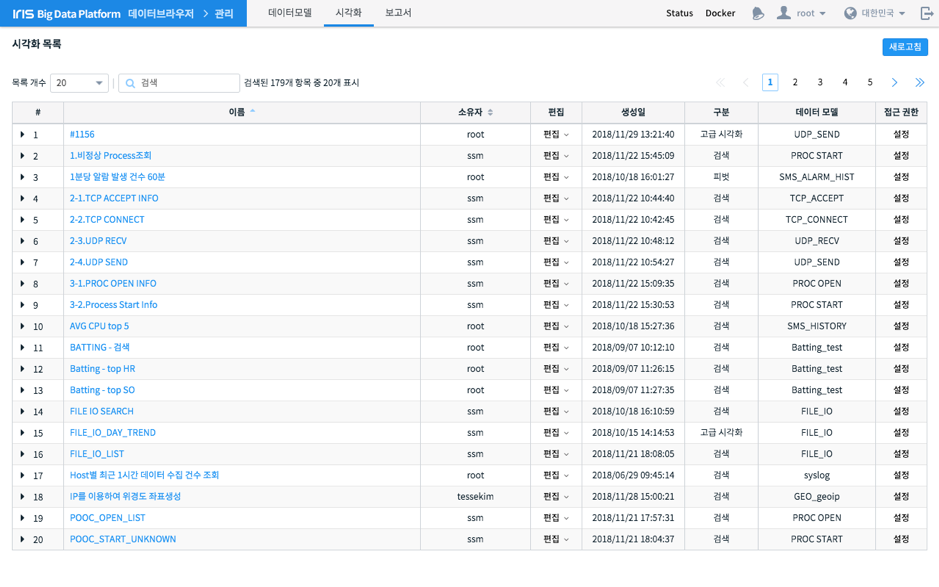 IRIS Big Data Platform 데이터브라우저 > 관리 데이터모델 시각화 보고서 Status Docker root 대한민국
시각화 목록 새로고침
목록 개수 20 검색 검색된 179개 항목 중 20개 표시 1 2 3 4 5
# 이름 소유자 편집 생성일 구분 데이터 모델 접근 권한
1 #1156 root 편집 2018/11/29 13:21:40 고급 시각화 UDP_SEND 설정
2 1.비정상 Process조회 ssm 편집 2018/11/22 15:45:09 검색 PROC START 설정
3 1분당 알람 발생 건수 60분 root 편집 2018/10/18 16:01:27 피벗 SMS_ALARM_HIST 설정
4 2-1.TCP ACCEPT INFO ssm 편집 2018/11/22 10:44:40 검색 TCP_ACCEPT 설정
5 2-2.TCP CONNECT ssm 편집 2018/11/22 10:42:45 검색 TCP_CONNECT 설정
6 2-3.UDP RECV ssm 편집 2018/11/22 10:48:12 검색 UDP_RECV 설정
7 2-4.UDP SEND ssm 편집 2018/11/22 10:54:27 검색 UDP_SEND 설정
8 3-1.PROC OPEN INFO ssm 편집 2018/11/22 15:09:35 검색 PROC OPEN 설정
9 3-2.Process Start Info ssm 편집 2018/11/22 15:30:53 검색 PROC START 설정
10 AVG CPU top 5 root 편집 2018/10/18 15:27:36 검색 SMS_HISTORY 설정
11 BATTING - 검색 root 편집 2018/09/07 10:12:10 검색 Batting_test 설정
12 Batting - top HR root 편집 2018/09/07 11:26:15 검색 Batting_test 설정
13 Batting - top SO root 편집 2018/09/07 11:27:35 검색 Batting_test 설정
14 FILE IO SEARCH ssm 편집 2018/10/18 16:10:59 검색 FILE_IO 설정
15 FILE_IO_DAY_TREND ssm 편집 2018/10/15 14:14:53 고급 시각화 FILE_IO 설정
16 FILE_IO_LIST ssm 편집 2018/11/21 18:08:05 검색 FILE_IO 설정
17 Host별 최근 1시간 데이터 수집 건수 조회 root 편집 2018/06/29 09:45:14 검색 syslog 설정
18 IP를 이용하여 위경도 좌표생성 tessekim 편집 2018/11/28 15:00:21 검색 GEO_geoip 설정
19 POOC_OPEN_LIST ssm 편집 2018/11/21 17:57:31 검색 PROC OPEN 설정
20 POOC_START_UNKNOWN ssm 편집 2018/11/21 18:04:37 검색 PROC START 설정